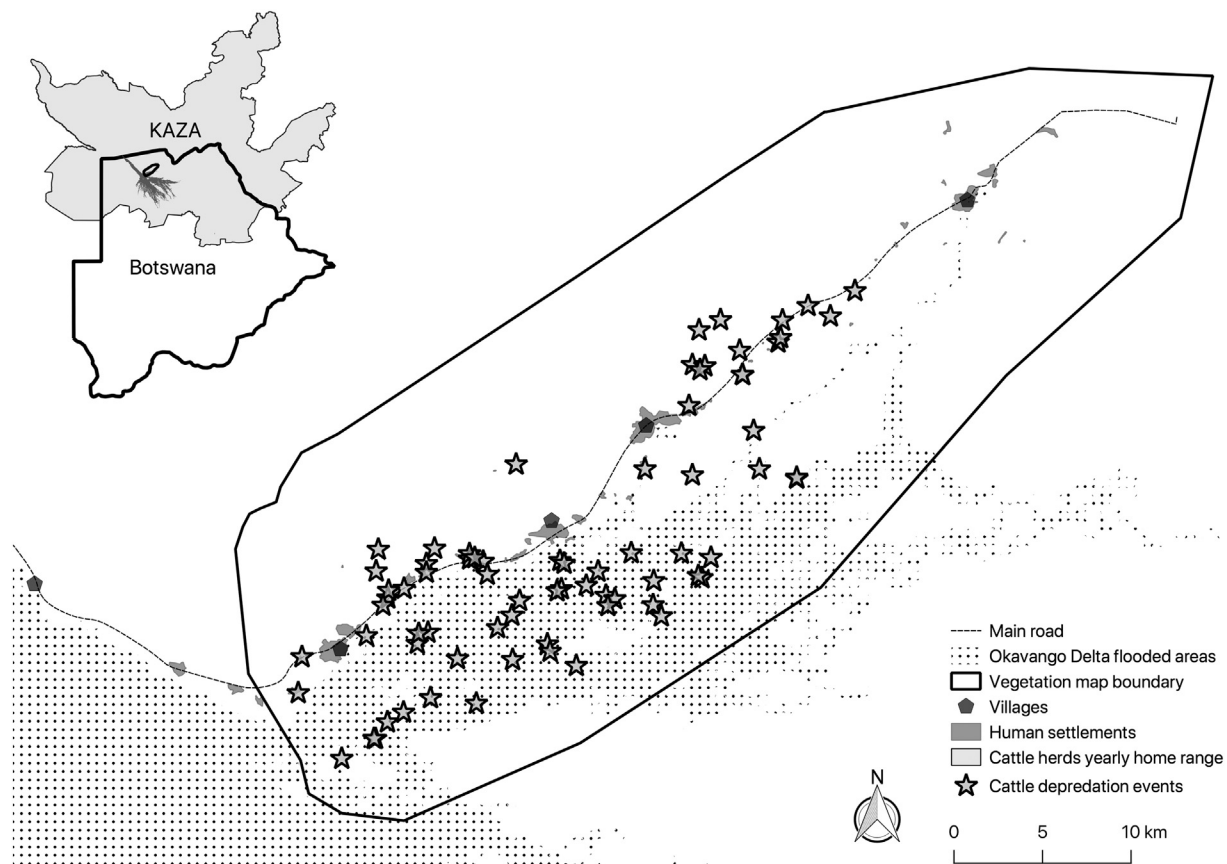 KAZA
Botswana
Main road
Okavango Delta flooded areas
Vegetation map boundary
Villages
Human settlements
Cattle herds yearly home range
Cattle depredation events
N
0 5 10 km